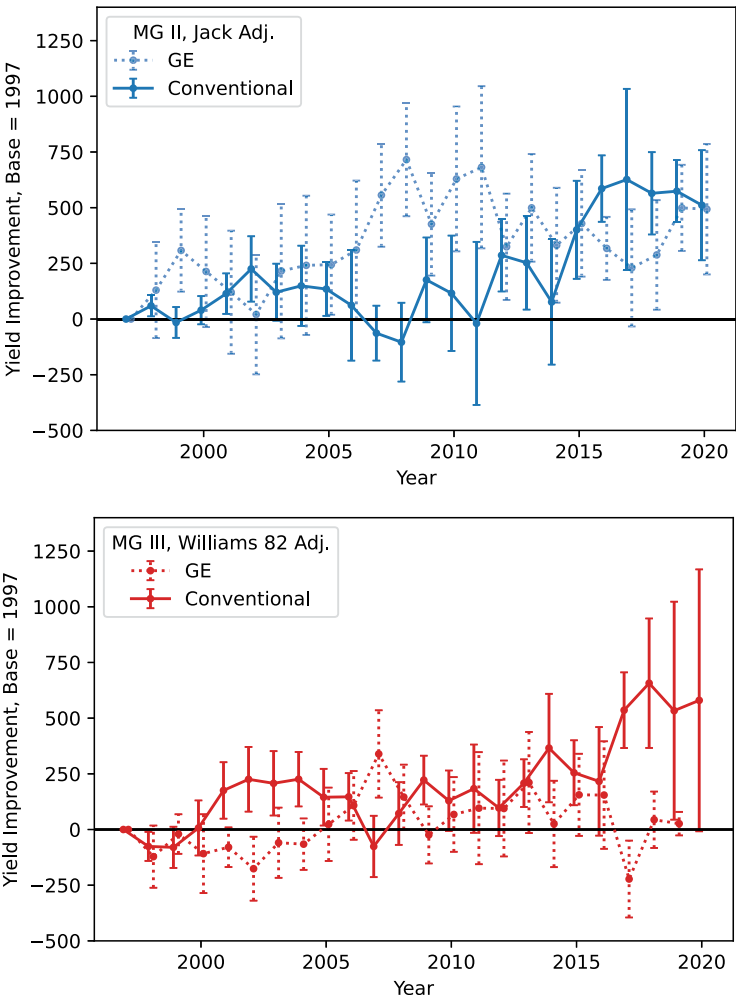 MG II, Jack Adj.
GE
Conventional
Yield Improvement, Base = 1997
1250
1000
750
500
250
0
−250
−500
2000
2005
2010
2015
2020
Year
MG III, Williams 82 Adj.
GE
Conventional
Yield Improvement, Base = 1997
1250
1000
750
500
250
0
−250
−500
2000
2005
2010
2015
2020
Year